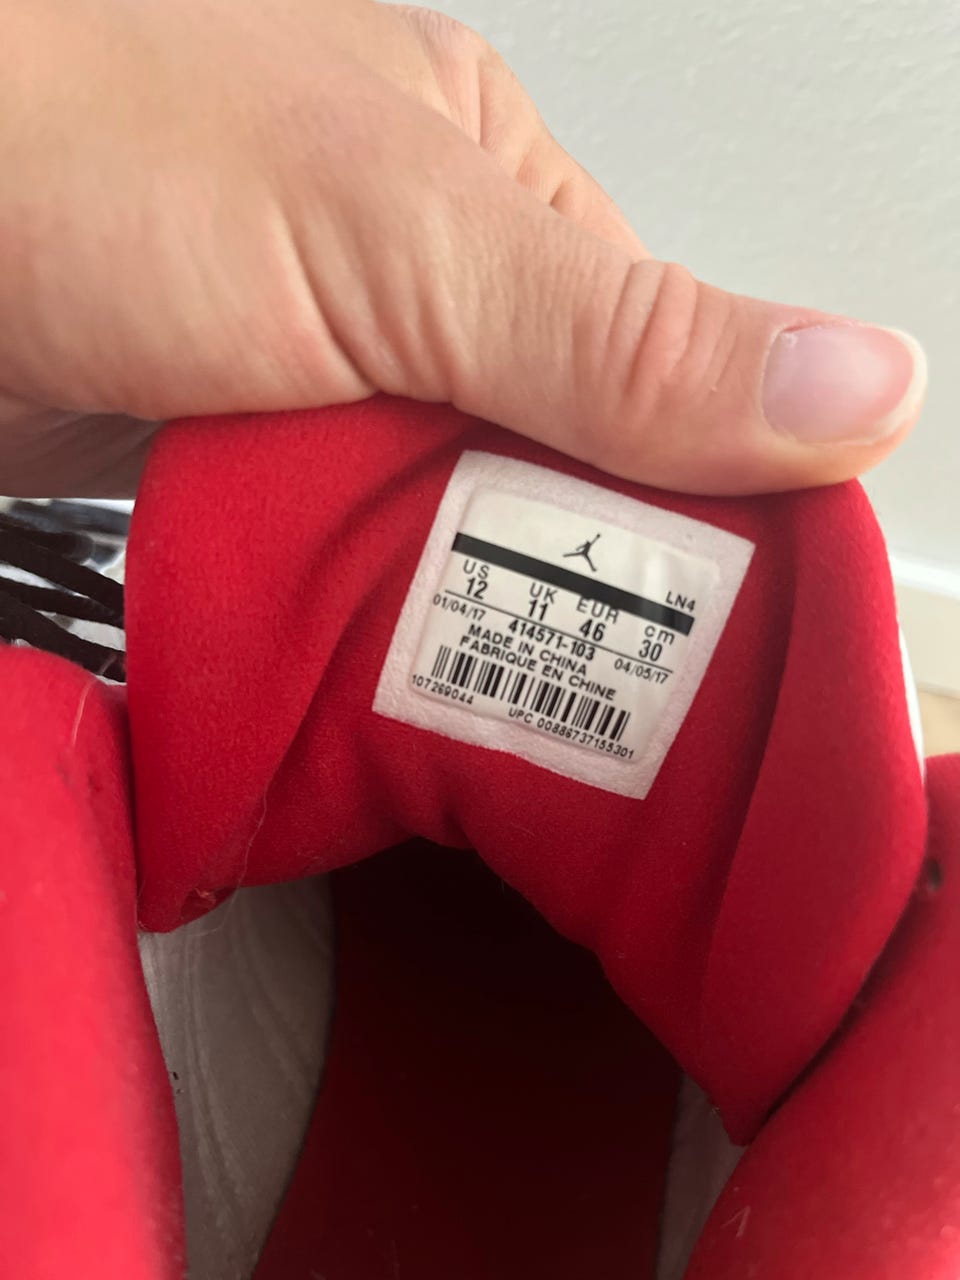 LN4
US UK EUR cm
12 11 46 30
01/04/17 414571-103 04/05/17
MADE IN CHINA
FABRIQUE EN CHINE
107269044 UPC 00886737155301